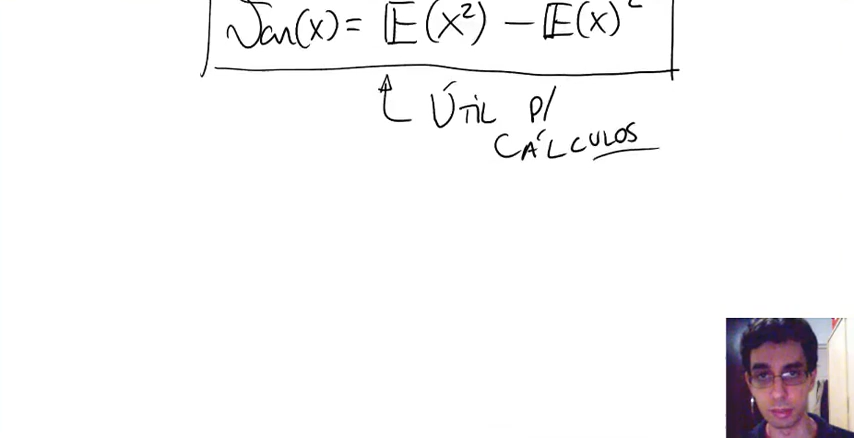 Var(x) = 𝔼(x²) − 𝔼(x)²
ÚTIL P/
CÁLCULOS